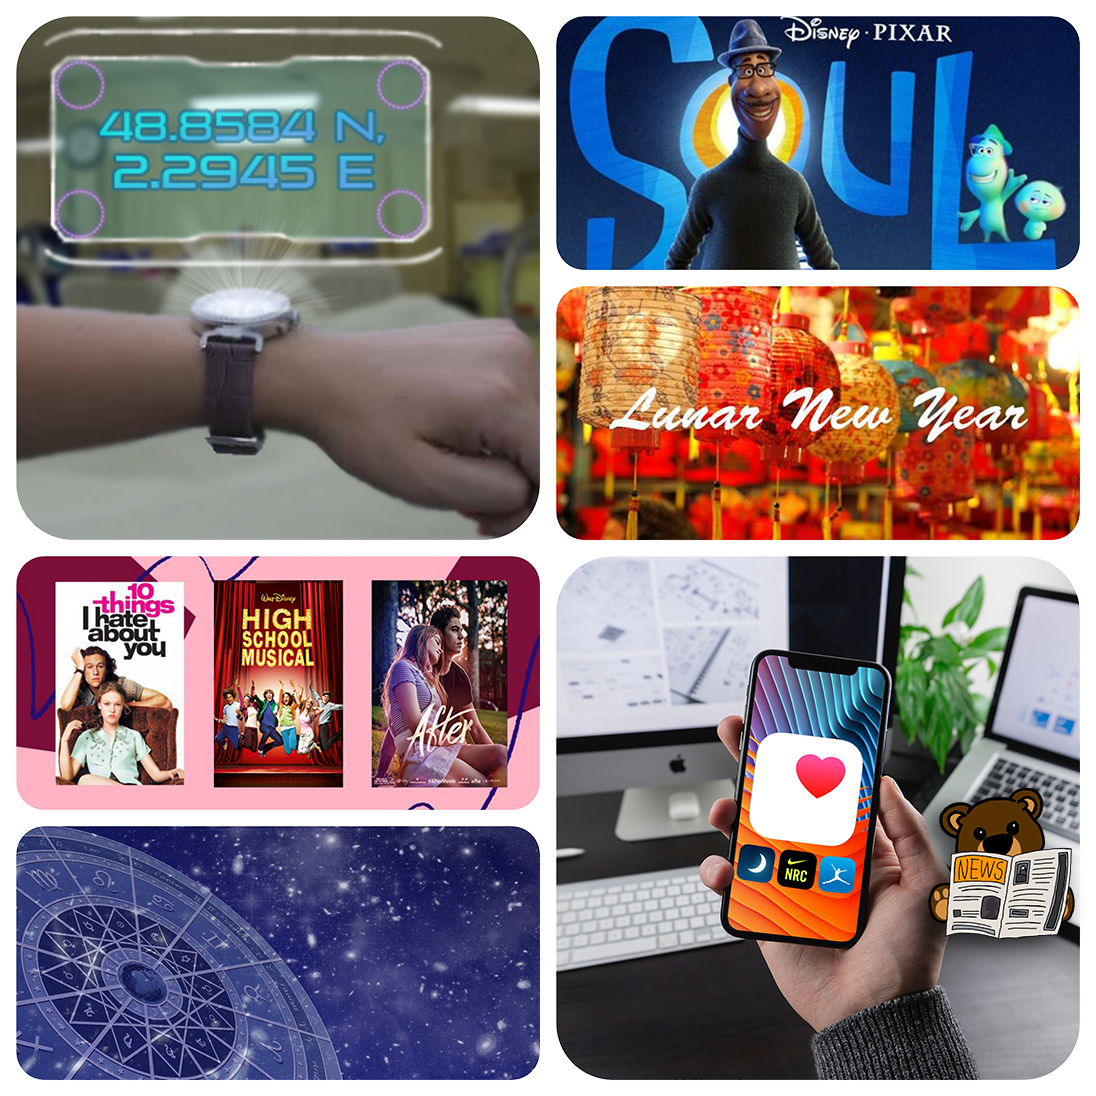 48.8584 N,
2.2945 E
Disney · PIXAR
SOUL
Lunar New Year
10
things
I hate
about
you
Walt Disney
HIGH
SCHOOL
MUSICAL
After
NRC
NEWS